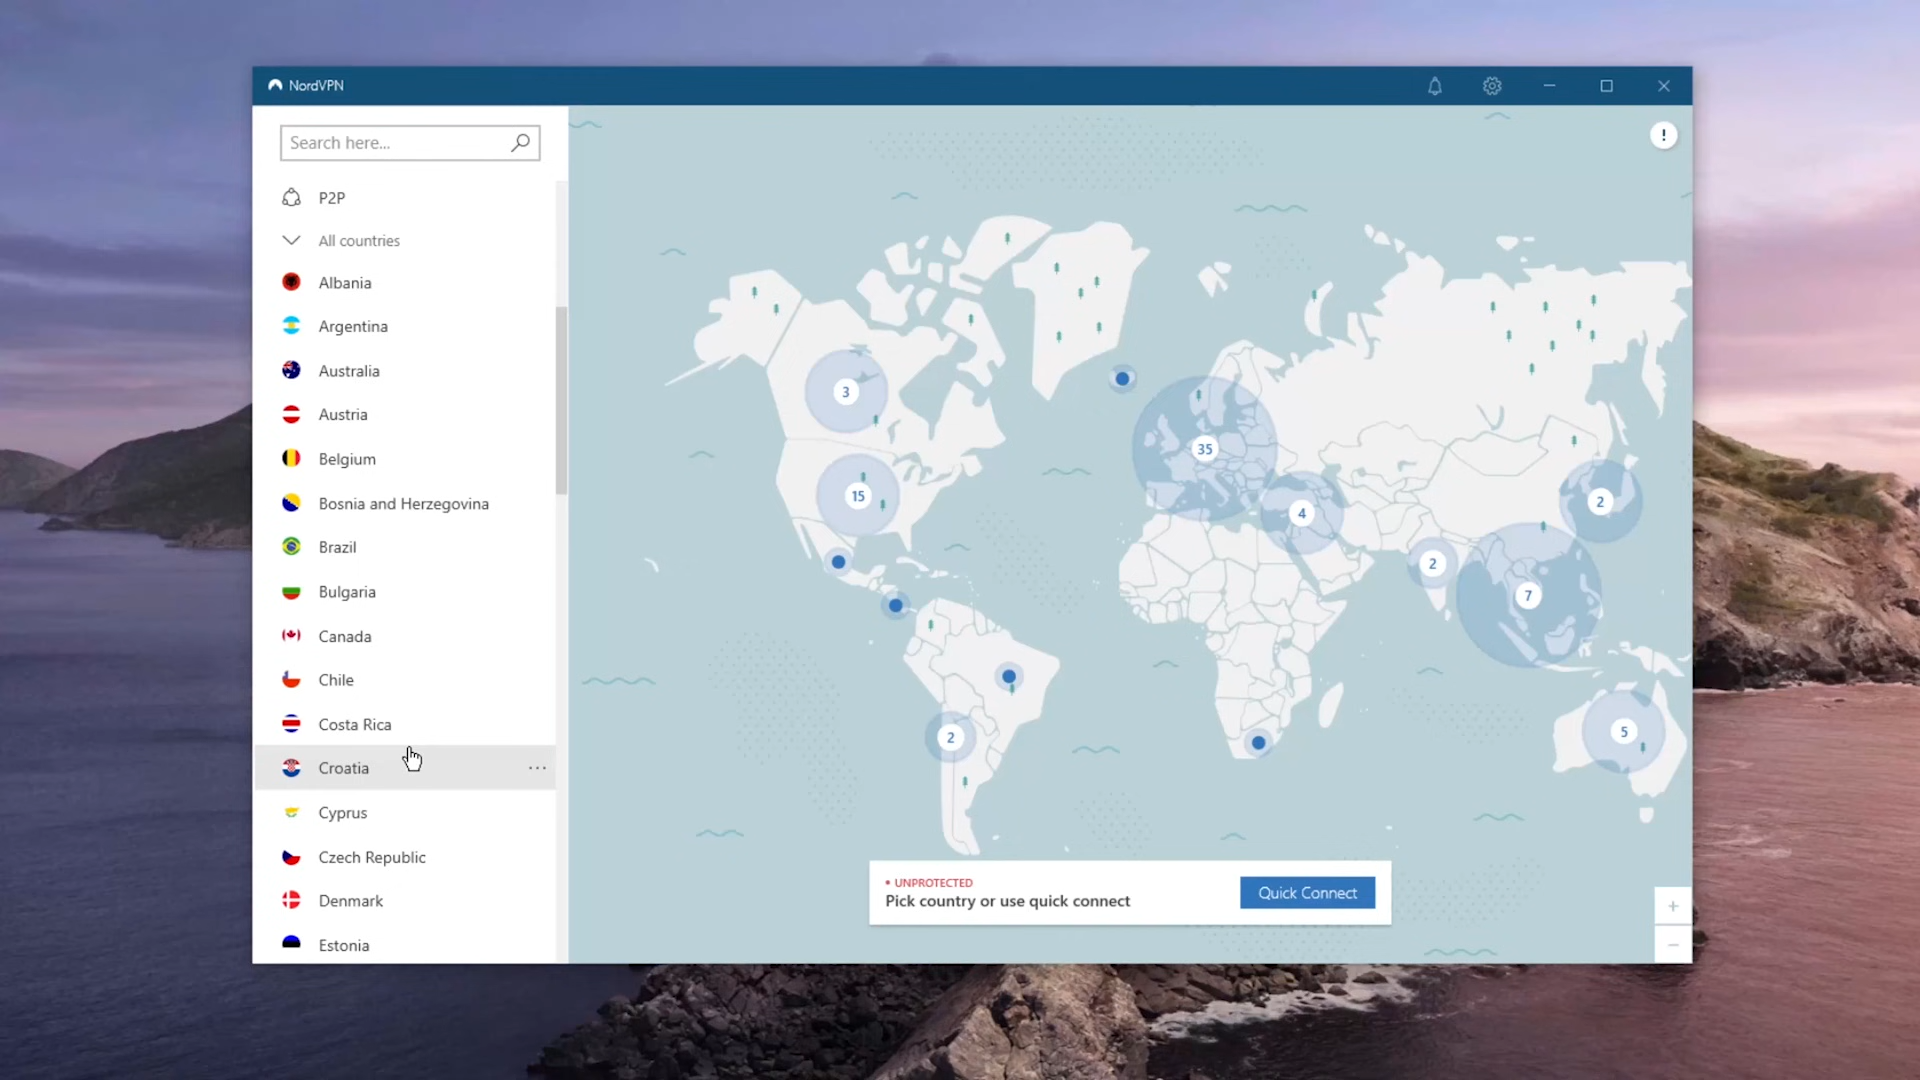 NordVPN
Search here...
!
P2P
All countries
Albania
Argentina
Australia
Austria
Belgium
Bosnia and Herzegovina
Brazil
Bulgaria
Canada
Chile
Costa Rica
Croatia
...
Cyprus
Czech Republic
Denmark
Estonia
3
35
15
2
4
2
7
5
2
• UNPROTECTED
Pick country or use quick connect
Quick Connect
+
−